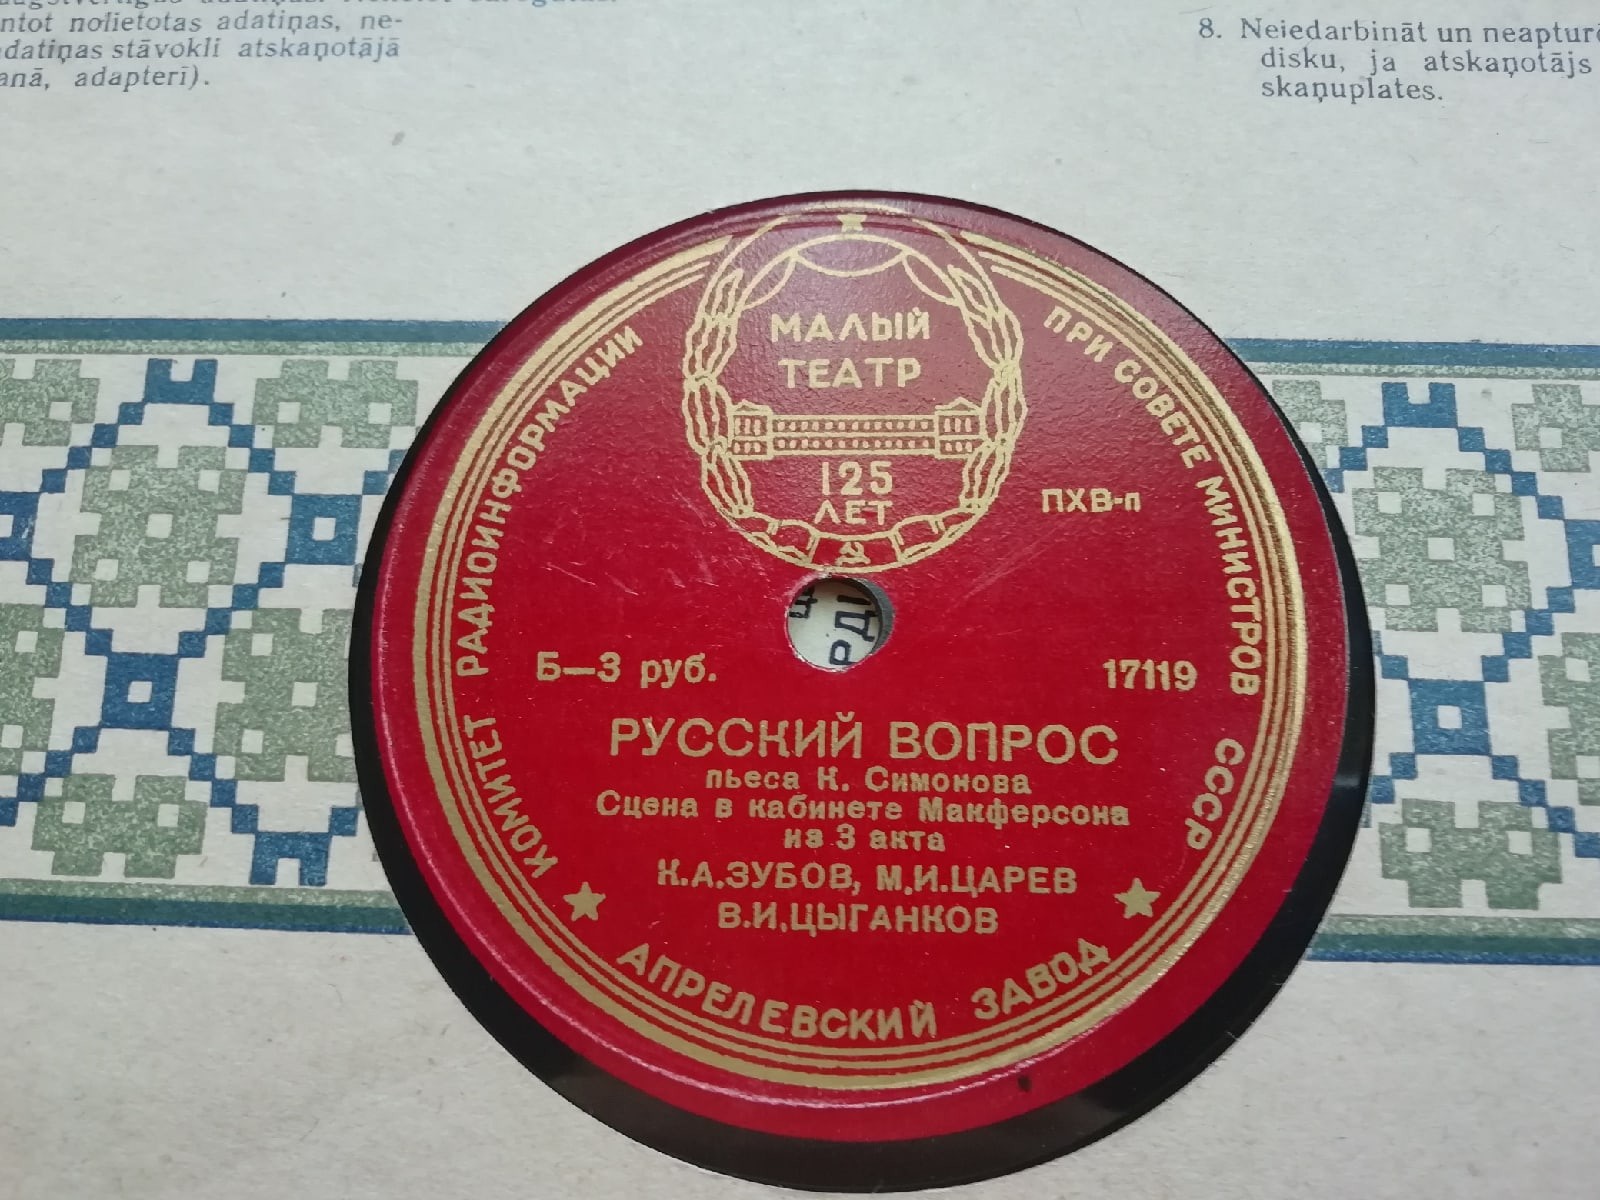 ntot nolietotas adatiņas, ne-
adatiņas stāvokli atskaņotājā
adapterī).
8. Neiedarbināt un
disku, ja atskaņotājs
skaņuplates.
МАЛЫЙ
ТЕАТР
125
ЛЕТ
КОМИТЕТ РАДИОИНФОРМАЦИИ ПРИ СОВЕТЕ МИНИСТРОВ СССР
ПХВ-п
Б—3 руб. 17119
РУССКИЙ ВОПРОС
пьеса К. Симонова
Сцена в кабинете Макферсона
из 3 акта
К.А.ЗУБОВ, М.И.ЦАРЕВ
В.И.ЦЫГАНКОВ
АПРЕЛЕВСКИЙ ЗАВОД